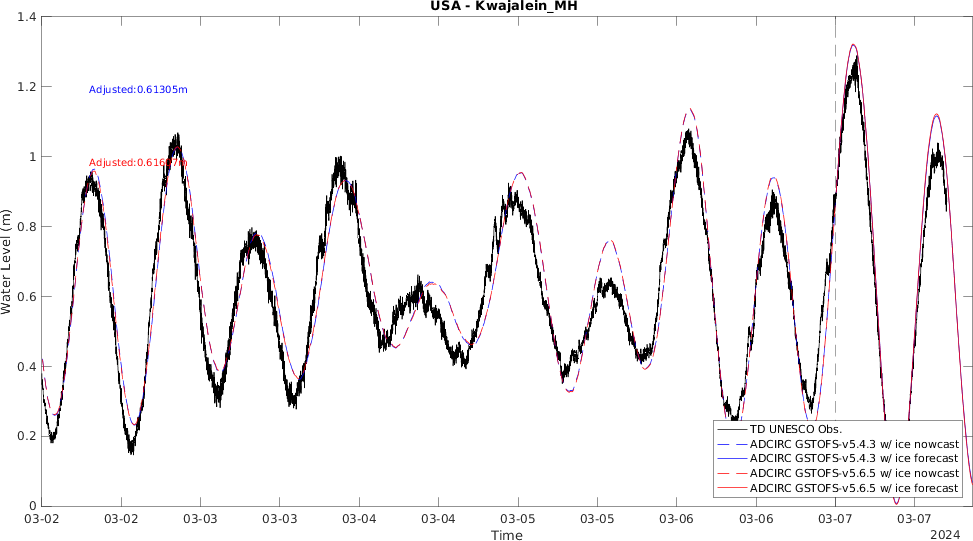 USA - Kwajalein_MH
1.4
1.2
1
0.8
0.6
0.4
0.2
0
Water Level (m)
Adjusted:0.61305m
TD UNESCO Obs.
ADCIRC GSTOFS-v5.4.3 w/ ice nowcast
ADCIRC GSTOFS-v5.4.3 w/ ice forecast
ADCIRC GSTOFS-v5.6.5 w/ ice nowcast
ADCIRC GSTOFS-v5.6.5 w/ ice forecast
03-02 03-02 03-03 03-03 03-04 03-04 03-05 03-05 03-06 03-06 03-07 03-07
Time
2024